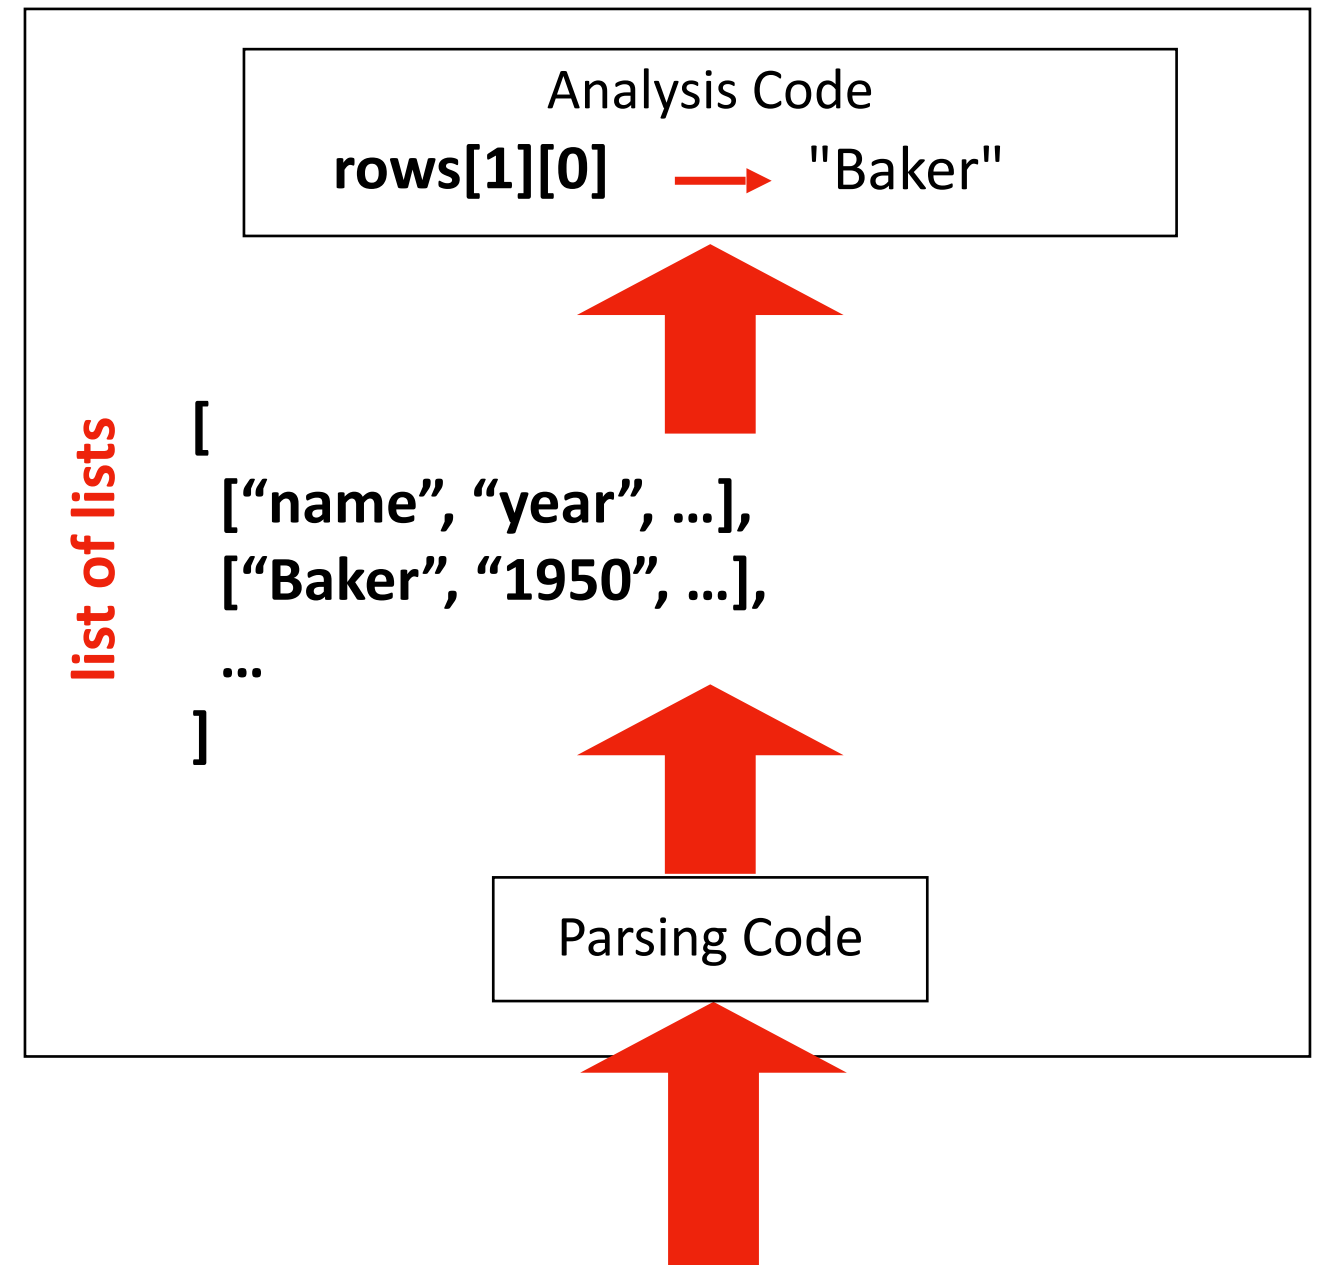 Analysis Code
rows[1][0] "Baker"
list of lists
[
[“name”, “year”, …],
[“Baker”, “1950”, …],
…
]
Parsing Code